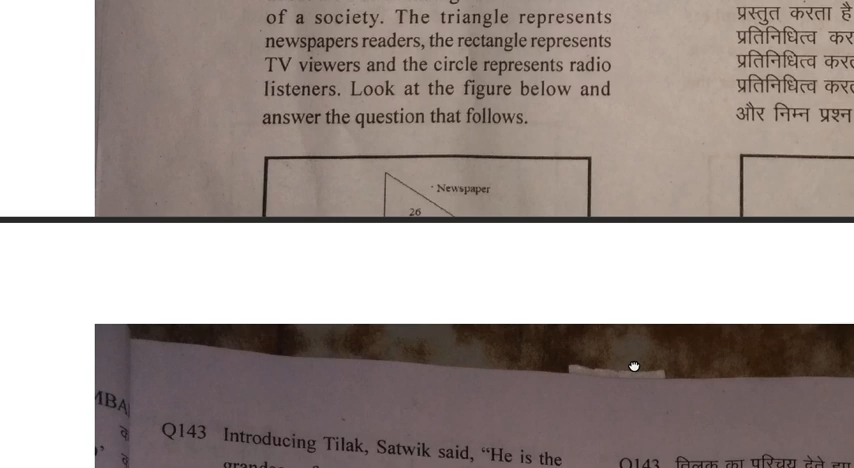 of a society. The triangle represents
newspapers readers, the rectangle represents
TV viewers and the circle represents radio
listeners. Look at the figure below and
answer the question that follows.
Newspaper
26
प्रस्तुत करता है
प्रतिनिधित्व कर
प्रतिनिधित्व कर
प्रतिनिधित्व कर
और निम्न प्रश्न
MBA
Q143 Introducing Tilak, Satwik said, “He is the
Q143 तिलक का परिचय देते हुए